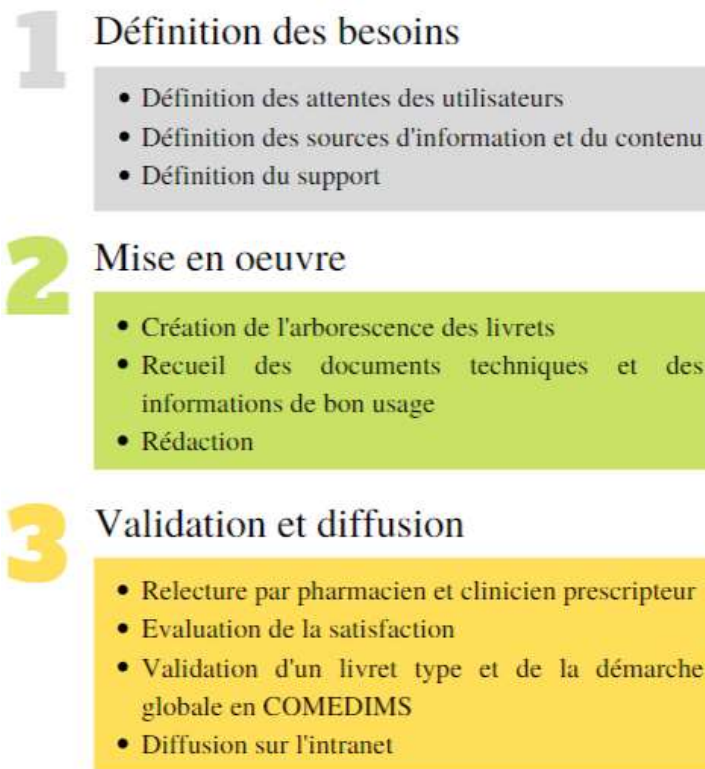 1 Définition des besoins
• Définition des attentes des utilisateurs
• Définition des sources d'information et du contenu
• Définition du support
2 Mise en oeuvre
• Création de l'arborescence des livrets
• Recueil des documents techniques et des
informations de bon usage
• Rédaction
3 Validation et diffusion
• Relecture par pharmacien et clinicien prescripteur
• Evaluation de la satisfaction
• Validation d'un livret type et de la démarche
globale en COMEDIMS
• Diffusion sur l'intranet